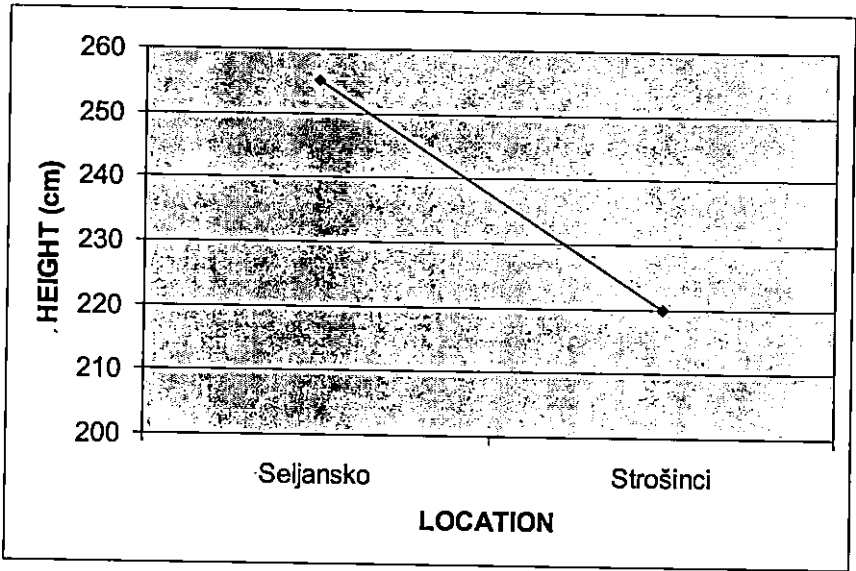 260
250
240
230
220
210
200
HEIGHT (cm)
Seljansko
Strošinci
LOCATION